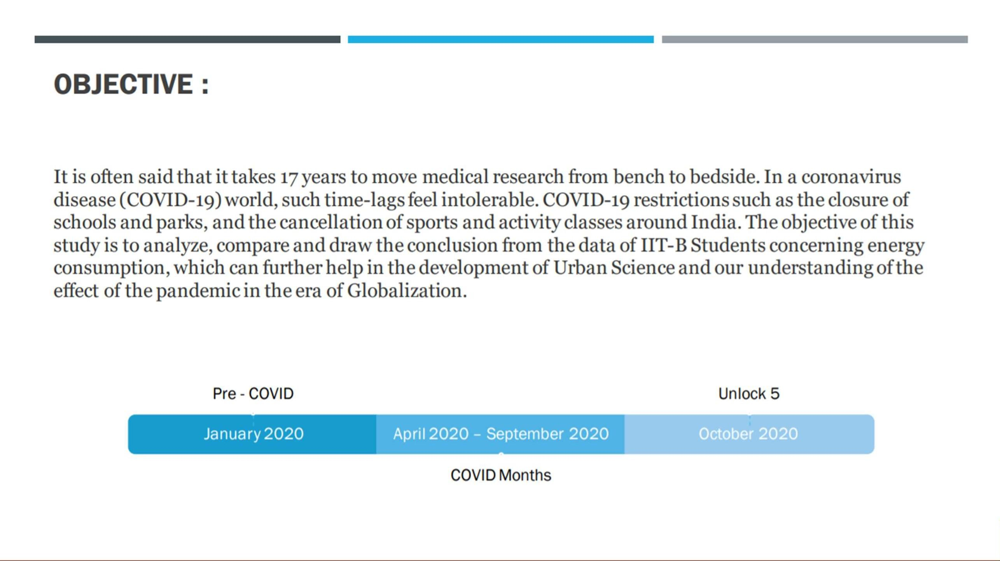 OBJECTIVE :
It is often said that it takes 17 years to move medical research from bench to bedside. In a coronavirus
disease (COVID-19) world, such time-lags feel intolerable. COVID-19 restrictions such as the closure of
schools and parks, and the cancellation of sports and activity classes around India. The objective of this
study is to analyze, compare and draw the conclusion from the data of IIT-B Students concerning energy
consumption, which can further help in the development of Urban Science and our understanding of the
effect of the pandemic in the era of Globalization.
Pre - COVID
Unlock 5
January 2020
April 2020 – September 2020
October 2020
COVID Months